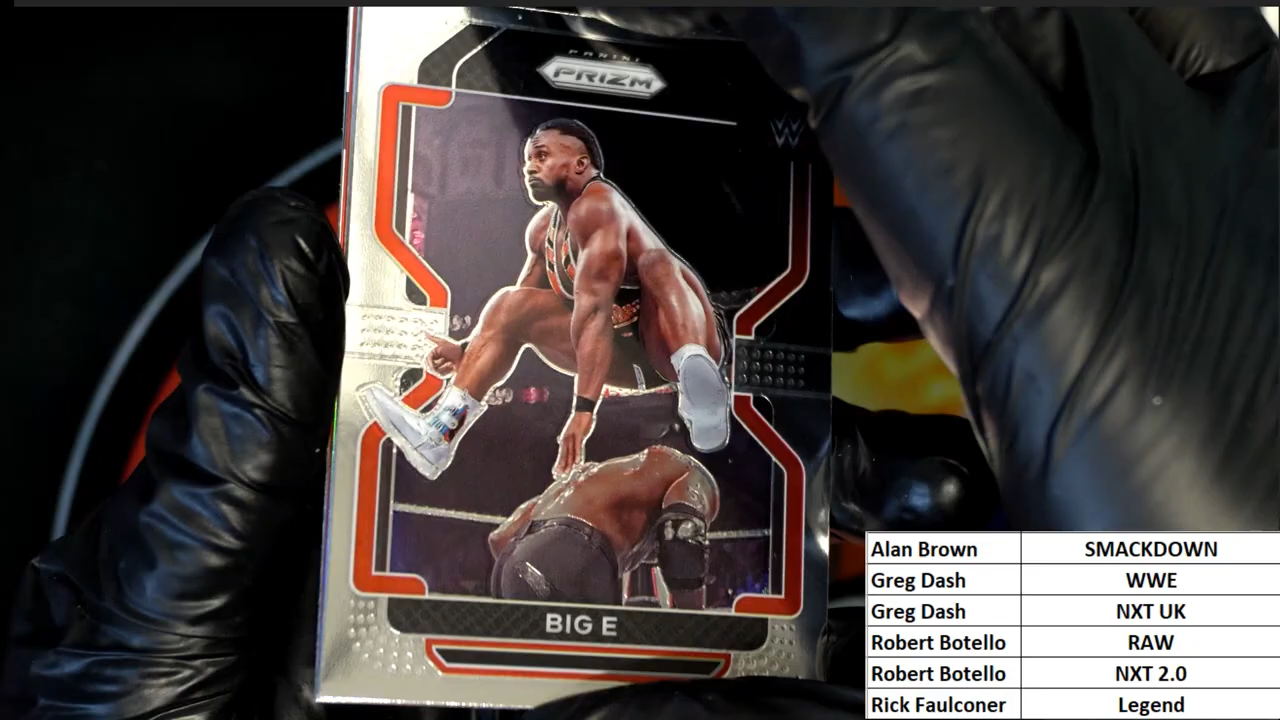 PANINI
PRIZM
W
BIG E
Alan Brown SMACKDOWN
Greg Dash WWE
Greg Dash NXT UK
Robert Botello RAW
Robert Botello NXT 2.0
Rick Faulconer Legend